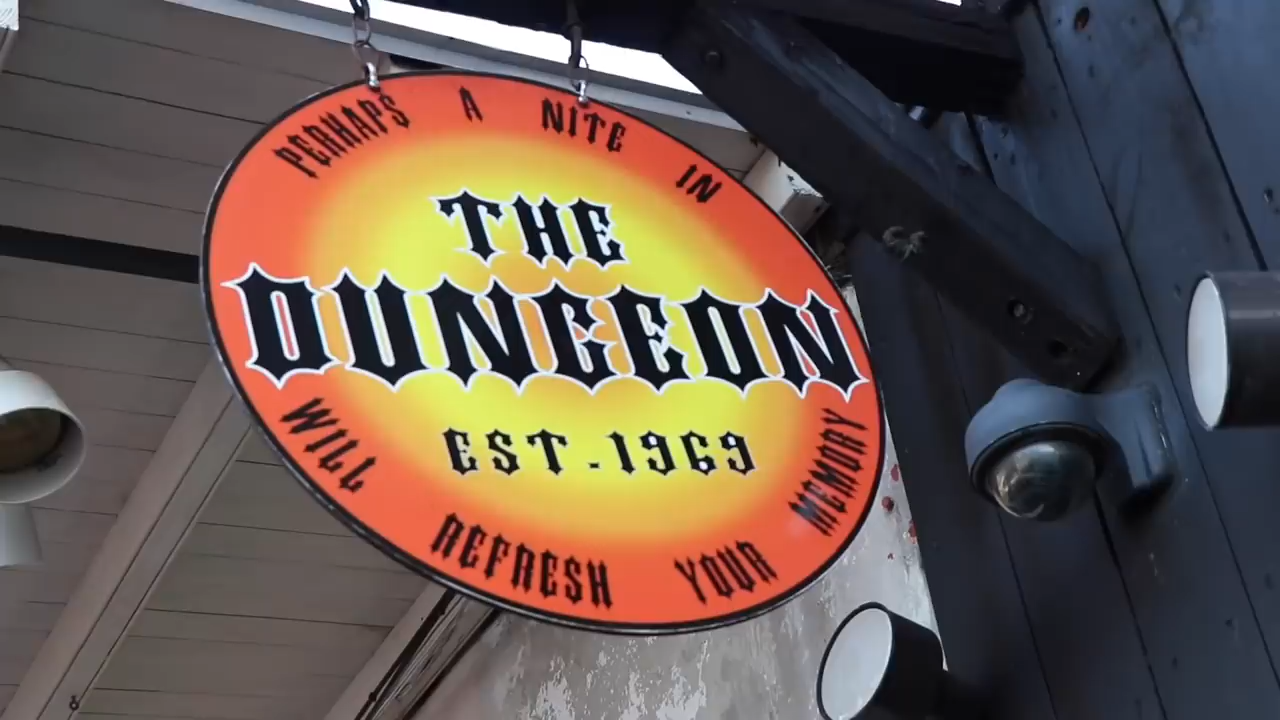 PERHAPS A NITE IN
THE
DUNGEON
EST.1969
WILL REFRESH YOUR MEMORY